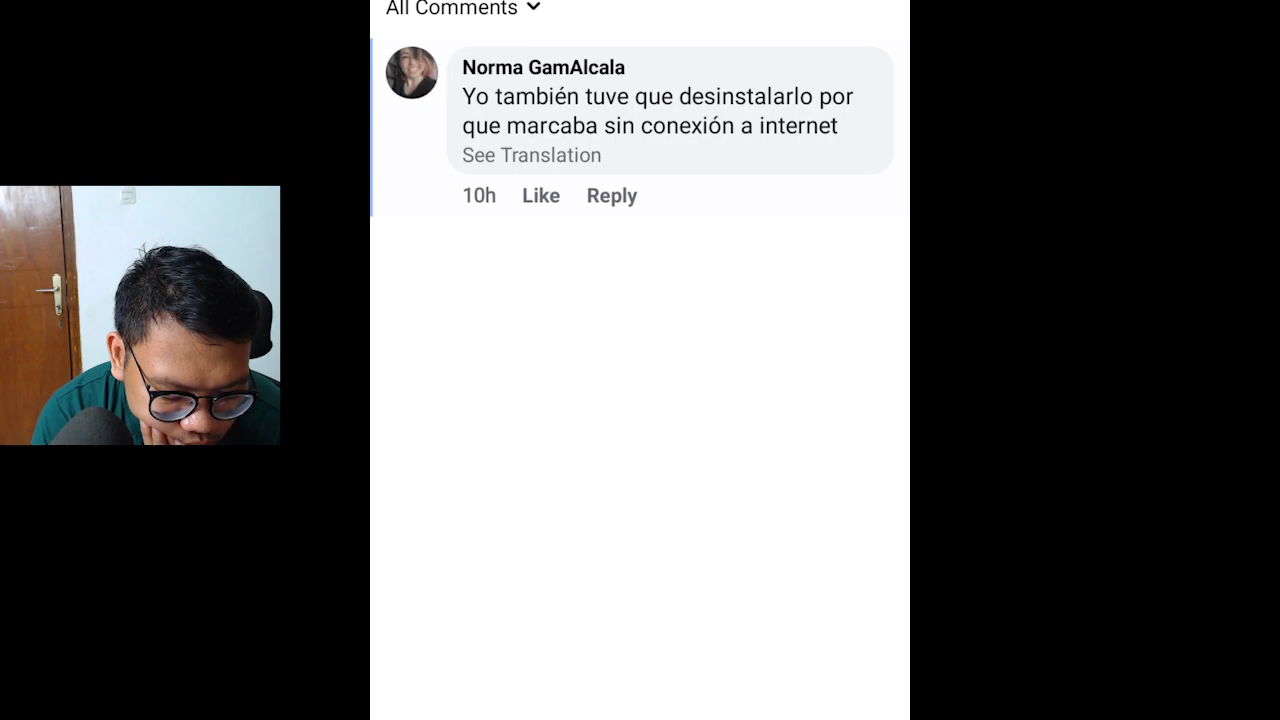 All Comments
Norma GamAlcala
Yo también tuve que desinstalarlo por
que marcaba sin conexión a internet
See Translation
10h Like Reply